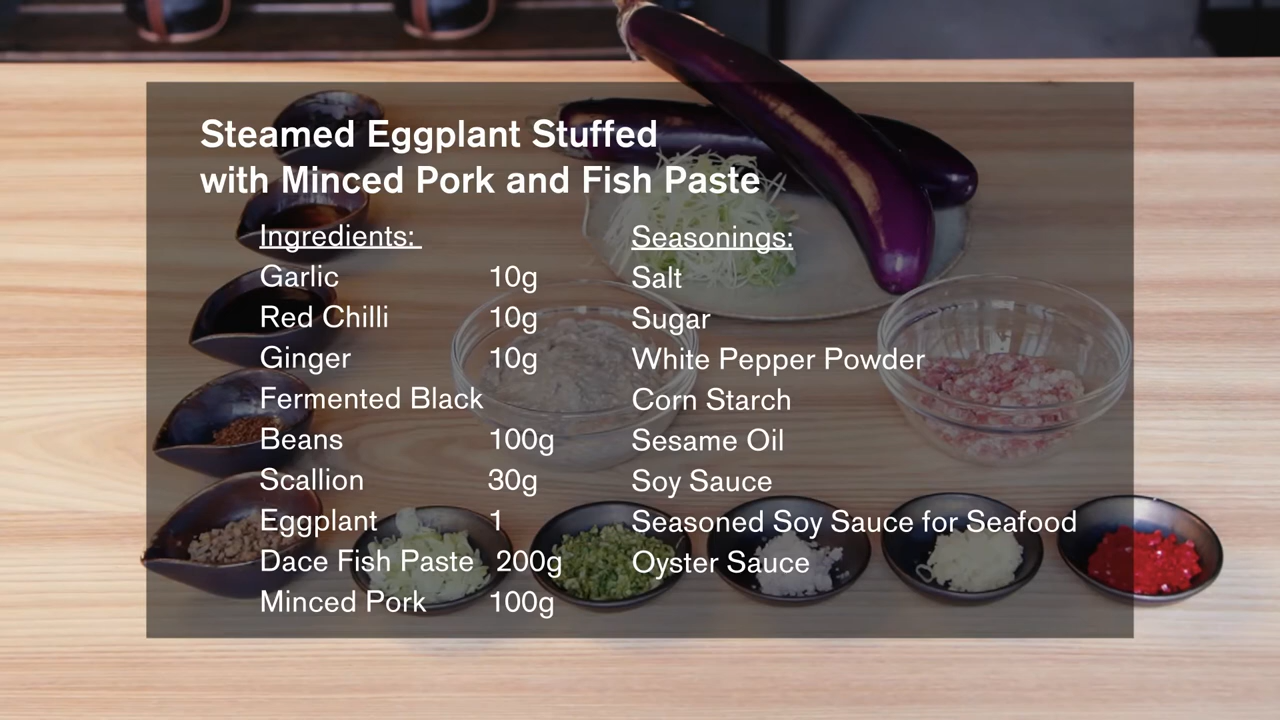 Steamed Eggplant Stuffed
with Minced Pork and Fish Paste
Ingredients:
Garlic 10g
Red Chilli 10g
Ginger 10g
Fermented Black
Beans 100g
Scallion 30g
Eggplant 1
Dace Fish Paste 200g
Minced Pork 100g
Seasonings:
Salt
Sugar
White Pepper Powder
Corn Starch
Sesame Oil
Soy Sauce
Seasoned Soy Sauce for Seafood
Oyster Sauce